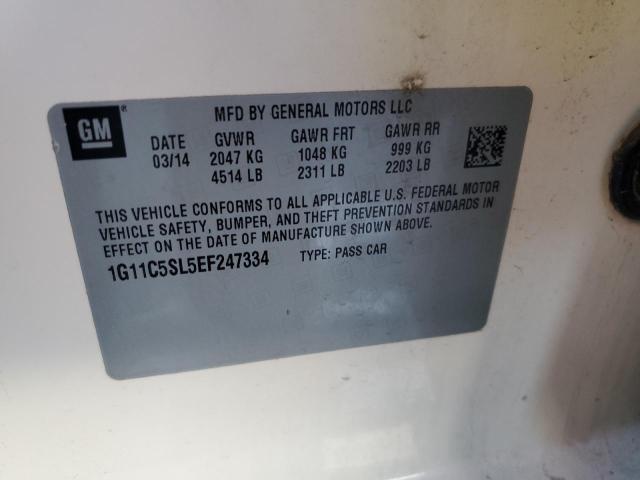 GM ®
MFD BY GENERAL MOTORS LLC
DATE GVWR GAWR FRT GAWR RR
03/14 2047 KG 1048 KG 999 KG
4514 LB 2311 LB 2203 LB
THIS VEHICLE CONFORMS TO ALL APPLICABLE U.S. FEDERAL MOTOR
VEHICLE SAFETY, BUMPER, AND THEFT PREVENTION STANDARDS IN
EFFECT ON THE DATE OF MANUFACTURE SHOWN ABOVE.
1G11C5SL5EF247334 TYPE: PASS CAR